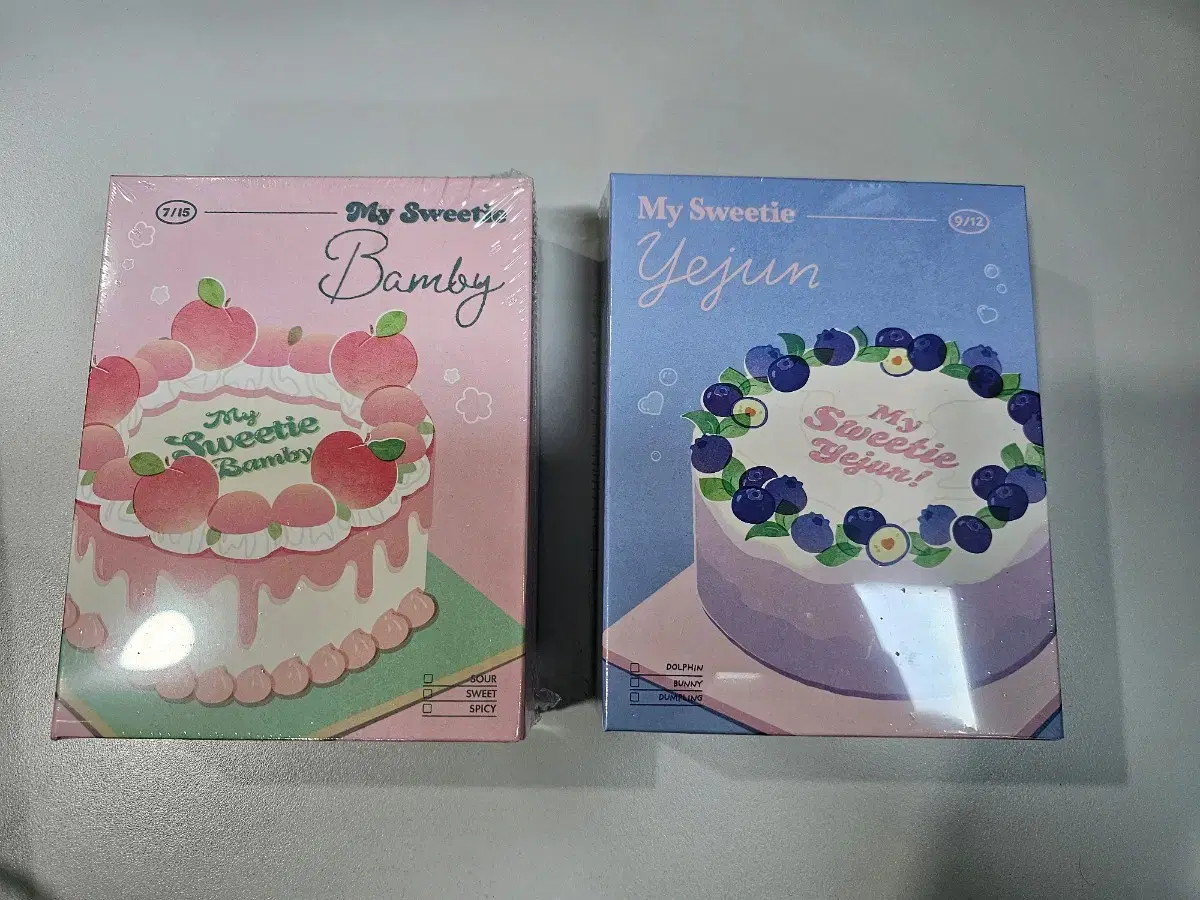 7/15 My Sweetie
Bamby
My
Sweetie
Bamby
SOUR
SWEET
SPICY
My Sweetie 9/12
Yejun
My
Sweetie
Yejun!
DOLPHIN
BUNNY
DUMPLING